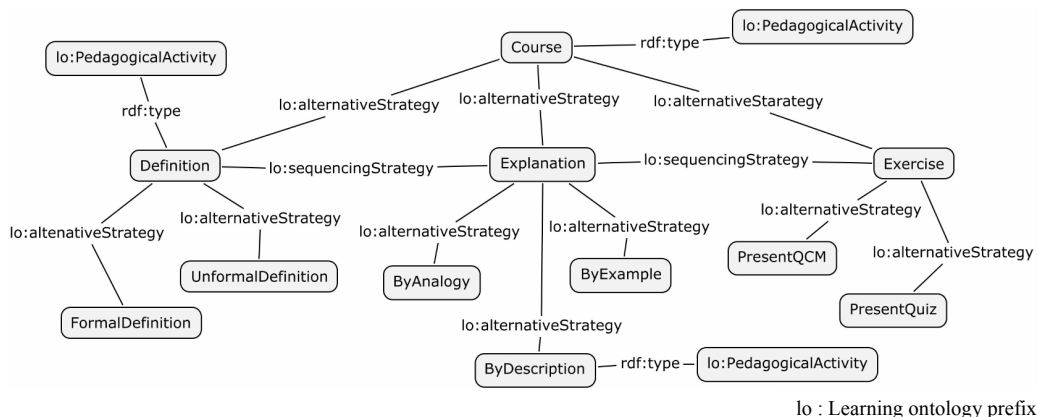 lo:PedagogicalActivity
rdf:type
Course
lo:PedagogicalActivity
rdf:type
lo:alternativeStrategy
lo:alternativeStrategy
lo:alternativeStarategy
Definition
lo:sequencingStrategy
Explanation
lo:sequencingStrategy
Exercise
lo:altenativeStrategy
lo:alternativeStrategy
lo:alternativeStrategy
lo:alternativeStrategy
lo:alternativeStrategy
lo:alternativeStrategy
UnformalDefinition
ByAnalogy
ByExample
PresentQCM
FormalDefinition
PresentQuiz
lo:alternativeStrategy
ByDescription
rdf:type
lo:PedagogicalActivity
lo : Learning ontology prefix